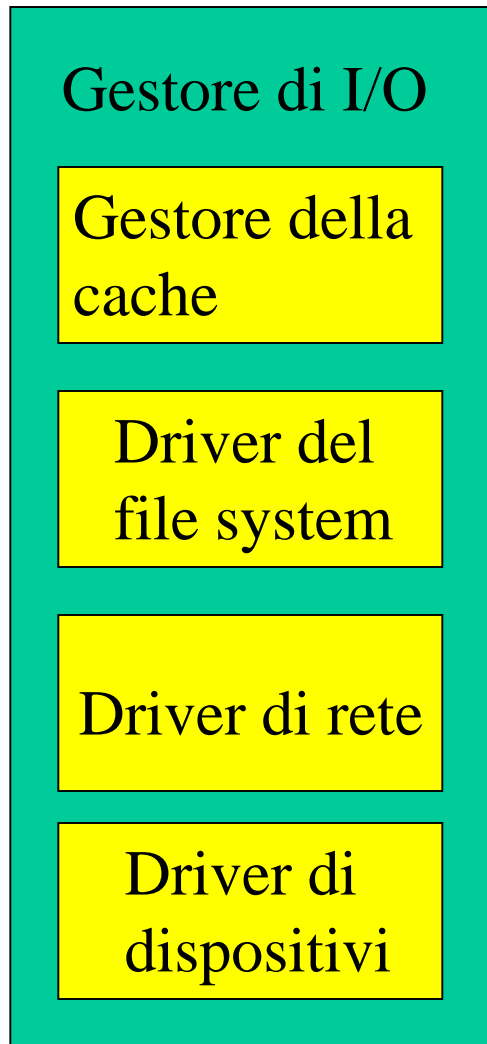 Gestore di I/O
Gestore della
cache
Driver del
file system
Driver di rete
Driver di
dispositivi